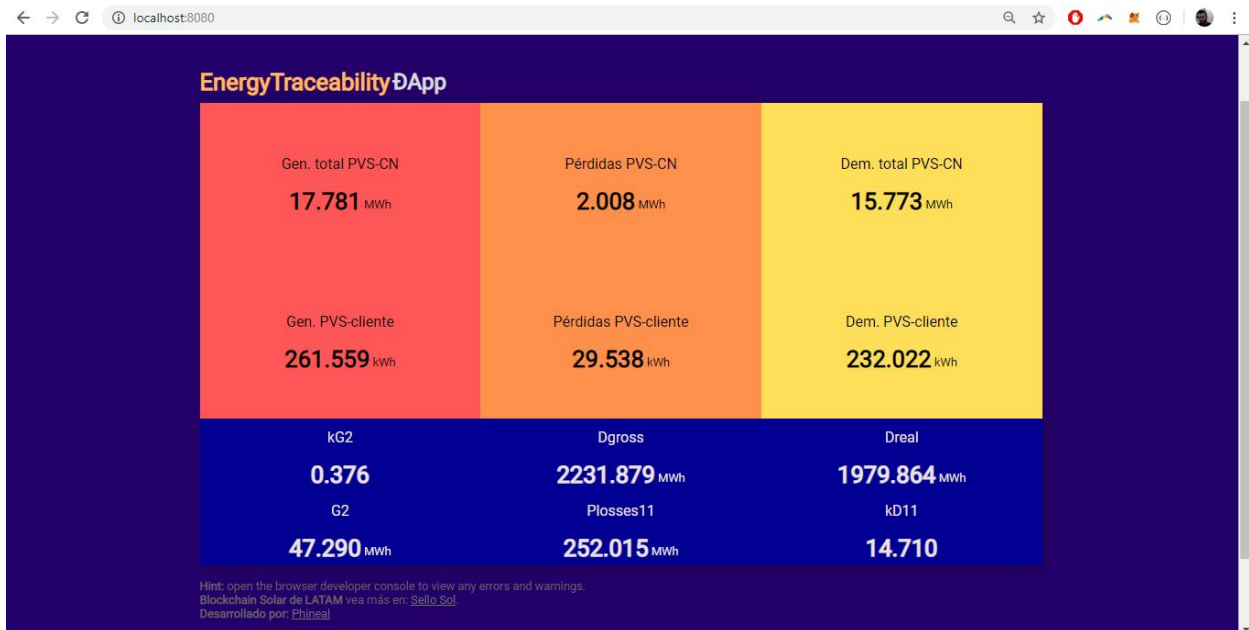 localhost:8080
EnergyTraceability ĐApp
Gen. total PVS-CN
17.781 MWh
Pérdidas PVS-CN
2.008 MWh
Dem. total PVS-CN
15.773 MWh
Gen. PVS-cliente
261.559 kWh
Pérdidas PVS-cliente
29.538 kWh
Dem. PVS-cliente
232.022 kWh
kG2
0.376
Dgross
2231.879 MWh
Dreal
1979.864 MWh
G2
47.290 MWh
Plosses11
252.015 MWh
kD11
14.710
Hint: open the browser developer console to view any errors and warnings.
Blockchain Solar de LATAM vea más en: Sello Sol.
Desarrollado por: Phineal